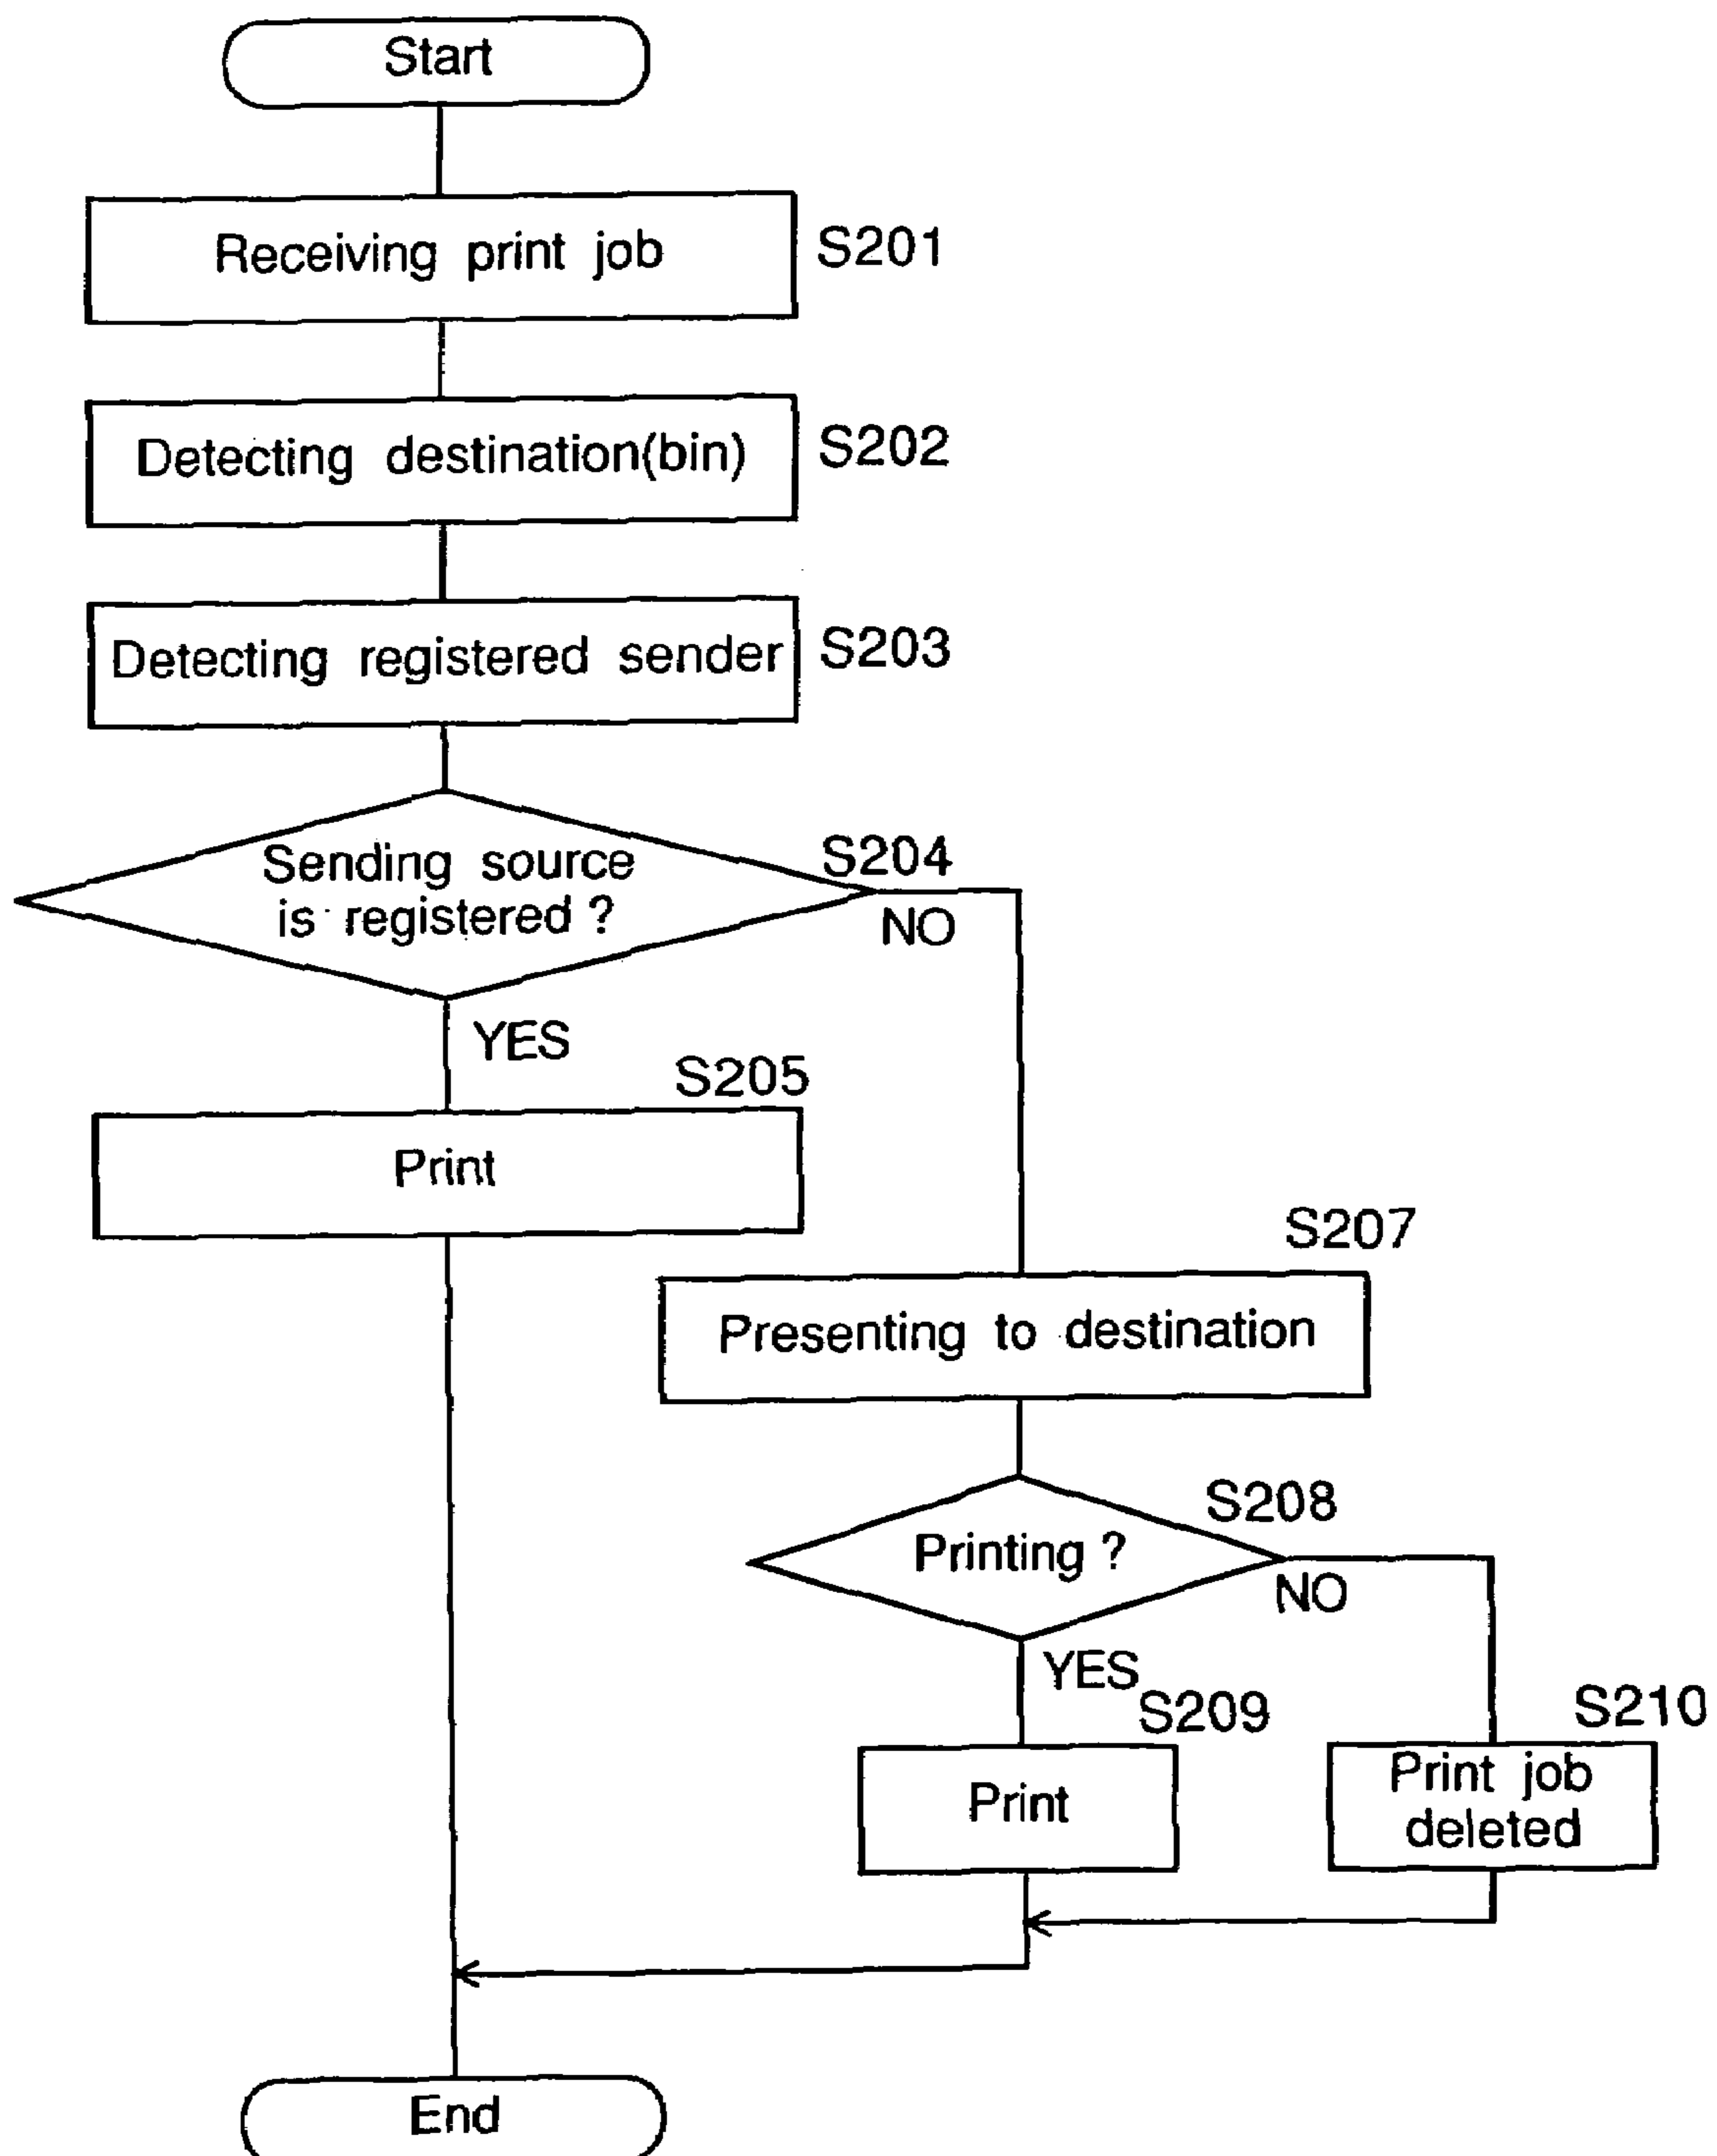 Start
Receiving print job
S201
Detecting destination(bin)
S202
Detecting registered sender
S203
Sending source
is registered ?
S204
NO
YES
S205
Print
S207
Presenting to destination
S208
Printing ?
NO
YES
S209
Print
S210
Print job
deleted
End